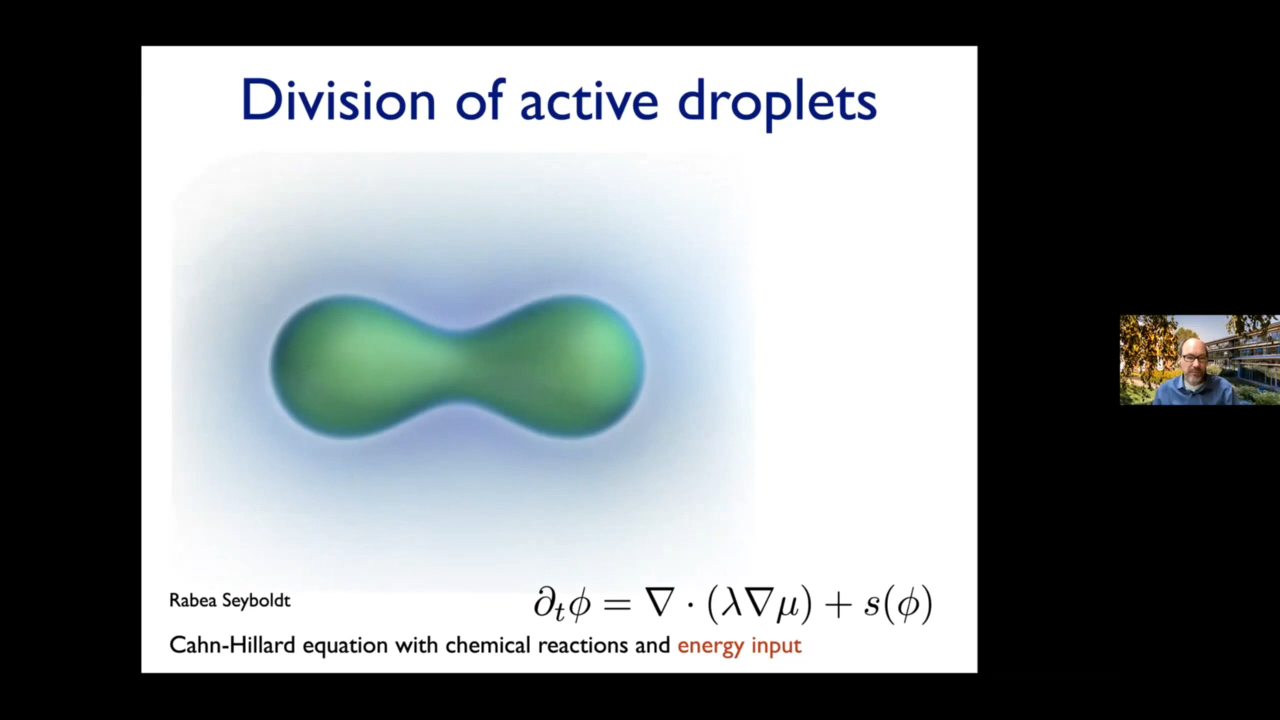 Division of active droplets
Rabea Seyboldt
∂ₜϕ = ∇ · (λ∇μ) + s(ϕ)
Cahn-Hillard equation with chemical reactions and energy input